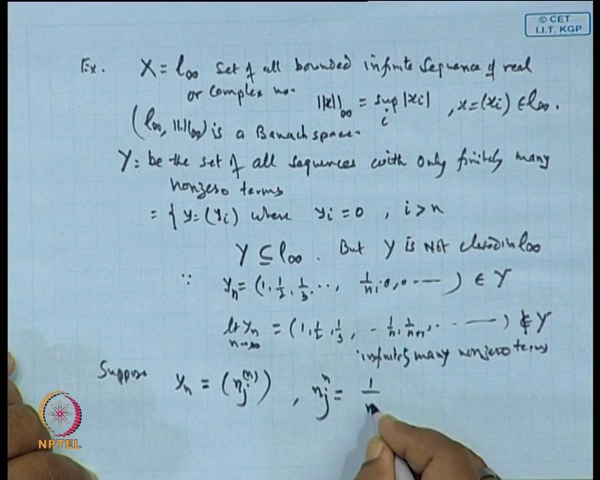 © CET
I.I.T. KGP
Ex. X = l∞ Set of all bounded infinite sequence of real
or complex no. ||x||∞ = sup_i |xi| , x=(xi) ∈ l∞.
(l∞, ||·||∞) is a Banach space.
Y: be the set of all sequences with only finitely many
nonzero terms
= { y=(yi) where yi=0 , i>n
Y ⊆ l∞ . But Y is Not closed in l∞
∵ yn = (1, 1/2, 1/3, .., 1/n, 0, 0 ---) ∈ Y
lt n→∞ yn = (1, 1/2, 1/3, - 1/n, 1/n+1, . . ---) ∉ Y
infinitely many nonzero terms
Suppose yn = (ηj^(n)) , ηj^n = 1/
NPTEL